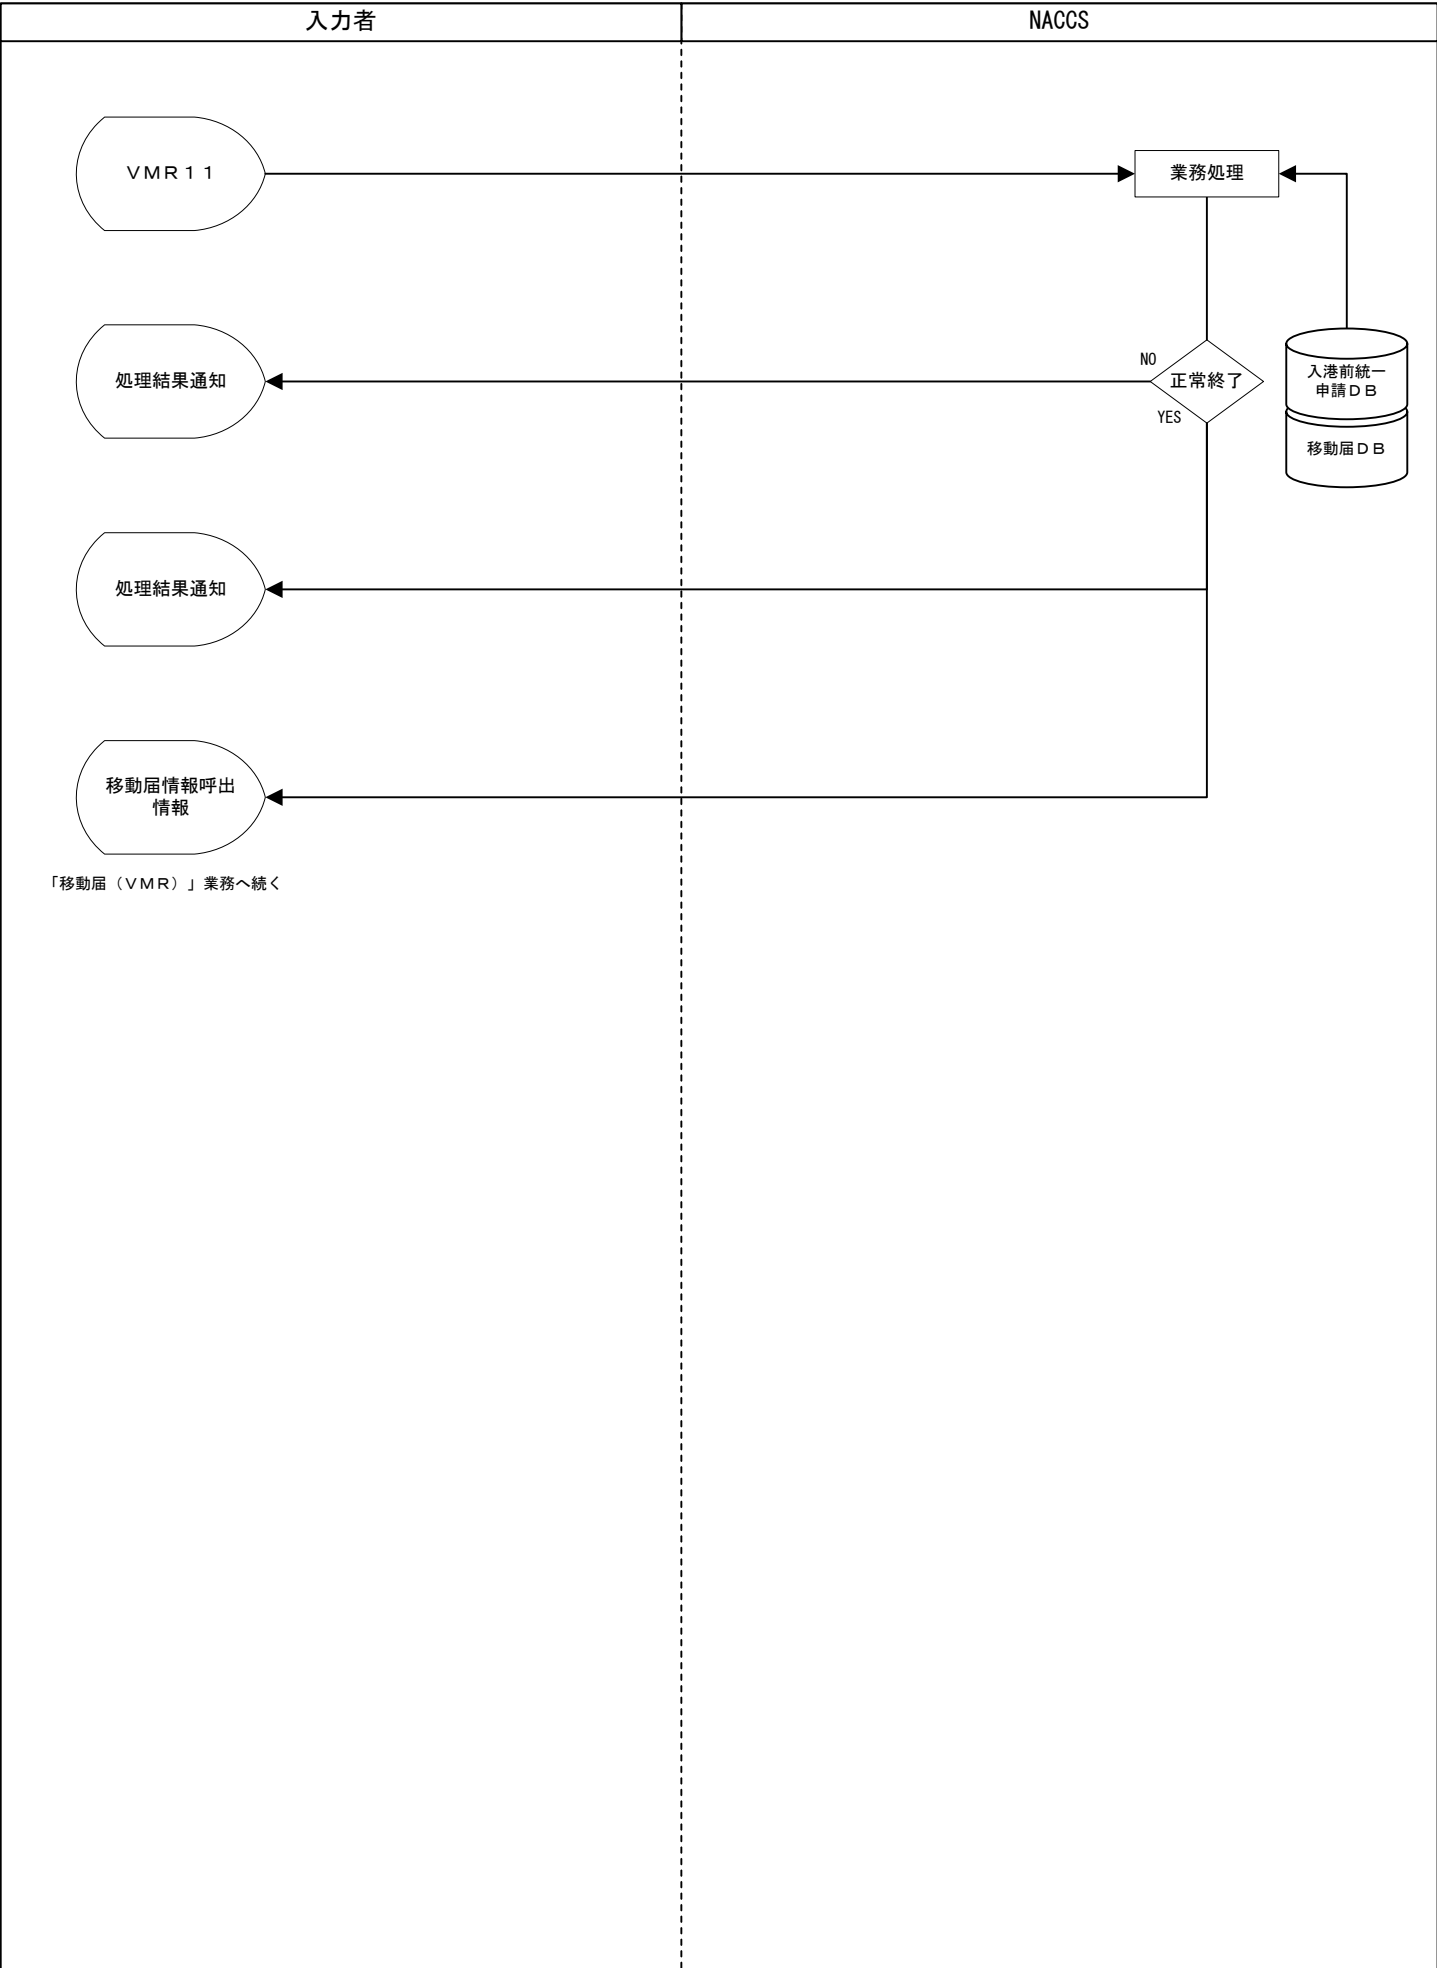 入力者
NACCS
ＶＭＲ１１
業務処理
処理結果通知
NO
正常終了
YES
入港前統一
申請ＤＢ
移動届ＤＢ
処理結果通知
移動届情報呼出
情報
「移動届（ＶＭＲ）」業務へ続く